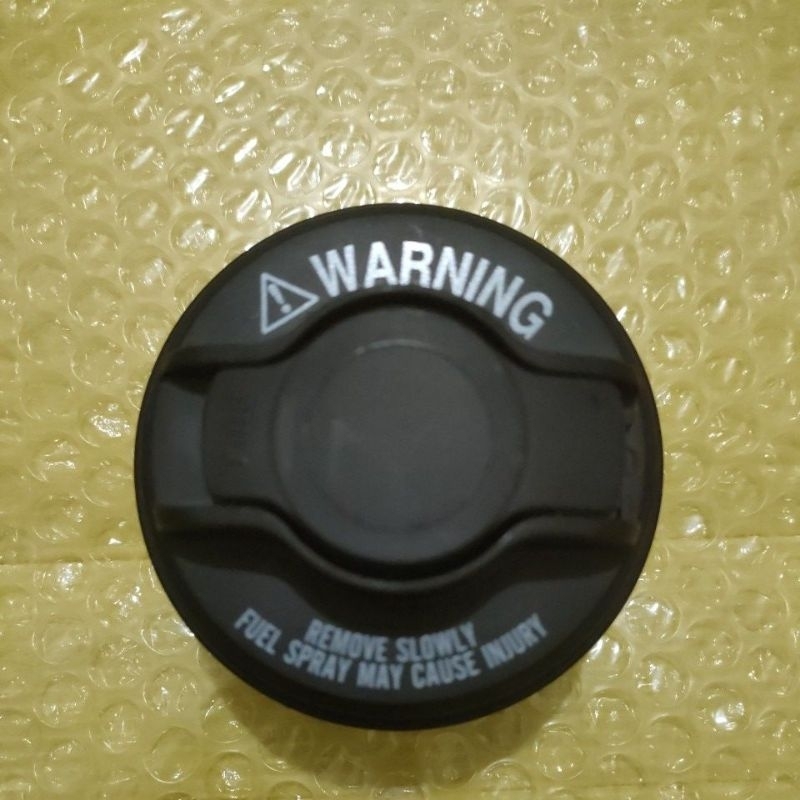 WARNING
REMOVE SLOWLY
FUEL SPRAY MAY CAUSE INJURY